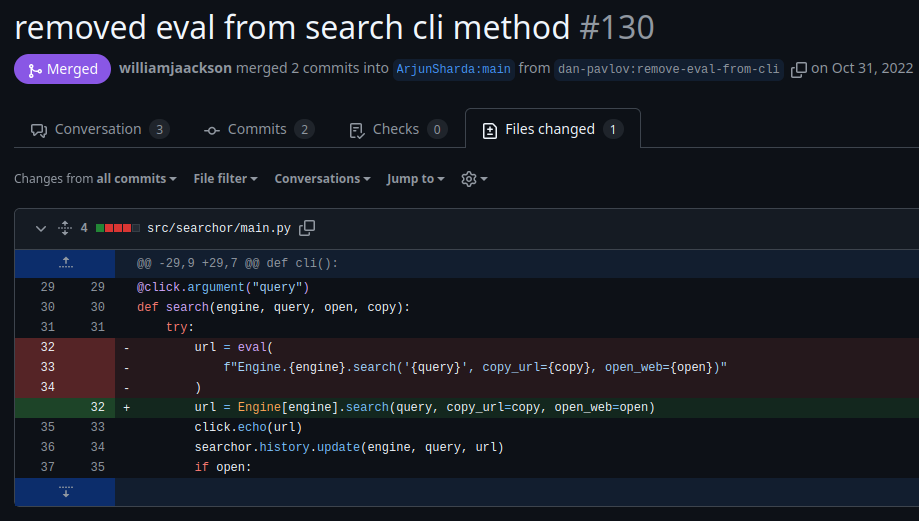 removed eval from search cli method #130
Merged williamjaackson merged 2 commits into ArjunSharda:main from dan-pavlov:remove-eval-from-cli on Oct 31, 2022
Conversation 3 Commits 2 Checks 0 Files changed 1
Changes from all commits File filter Conversations Jump to
4 src/searchor/main.py
@@ -29,9 +29,7 @@ def cli():
29 29 @click.argument("query")
30 30 def search(engine, query, open, copy):
31 31 try:
32 - url = eval(
33 - f"Engine.{engine}.search('{query}', copy_url={copy}, open_web={open})"
34 - )
32 + url = Engine[engine].search(query, copy_url=copy, open_web=open)
35 33 click.echo(url)
36 34 searchor.history.update(engine, query, url)
37 35 if open: